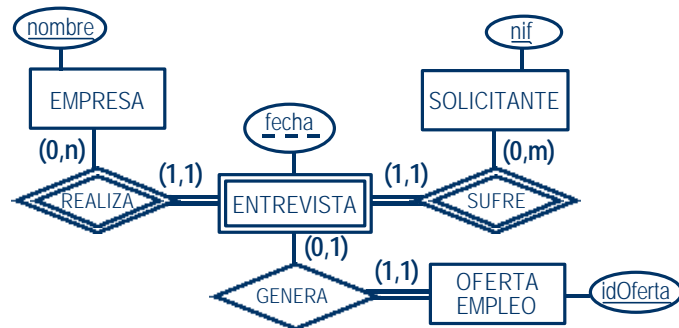 nombre
nif
EMPRESA
SOLICITANTE
fecha
(0,n)
(0,m)
(1,1)
(1,1)
REALIZA
ENTREVISTA
SUFRE
(0,1)
(1,1)
GENERA
OFERTA
EMPLEO
idOferta